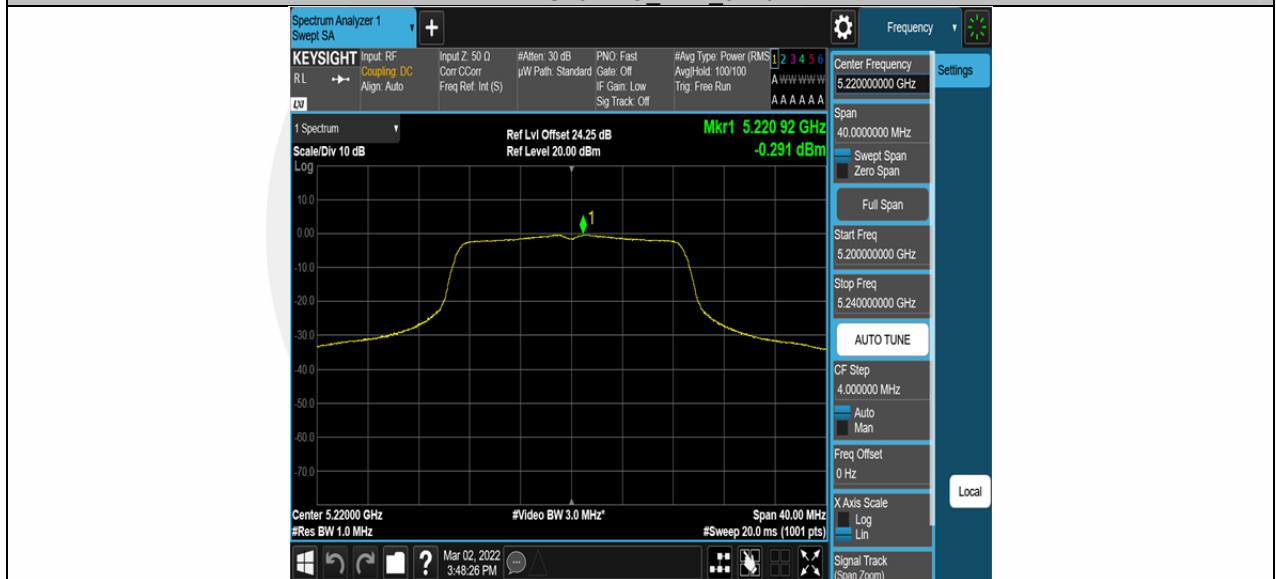 Spectrum Analyzer 1
Swept SA
+
Frequency
KEYSIGHT
RL
LXI
Input: RF
Coupling: DC
Align: Auto
Input Z: 50 Ω
Corr CCorr
Freq Ref: Int (S)
#Atten: 30 dB
µW Path: Standard
PNO: Fast
Gate: Off
IF Gain: Low
Sig Track: Off
#Avg Type: Power (RMS
Avg|Hold: 100/100
Trig: Free Run
1 2 3 4 5 6
A W W W W W
A A A A A A
1 Spectrum
Scale/Div 10 dB
Log
Ref Lvl Offset 24.25 dB
Ref Level 20.00 dBm
Mkr1 5.220 92 GHz
-0.291 dBm
10.0
0.00
-10.0
-20.0
-30.0
-40.0
-50.0
-60.0
-70.0
1
Center 5.22000 GHz
#Res BW 1.0 MHz
#Video BW 3.0 MHz*
Span 40.00 MHz
#Sweep 20.0 ms (1001 pts)
Center Frequency
5.220000000 GHz
Settings
Span
40.0000000 MHz
Swept Span
Zero Span
Full Span
Start Freq
5.200000000 GHz
Stop Freq
5.240000000 GHz
AUTO TUNE
CF Step
4.000000 MHz
Auto
Man
Freq Offset
0 Hz
X Axis Scale
Log
Lin
Local
Signal Track
(Span Zoom)
?
Mar 02, 2022
3:48:26 PM